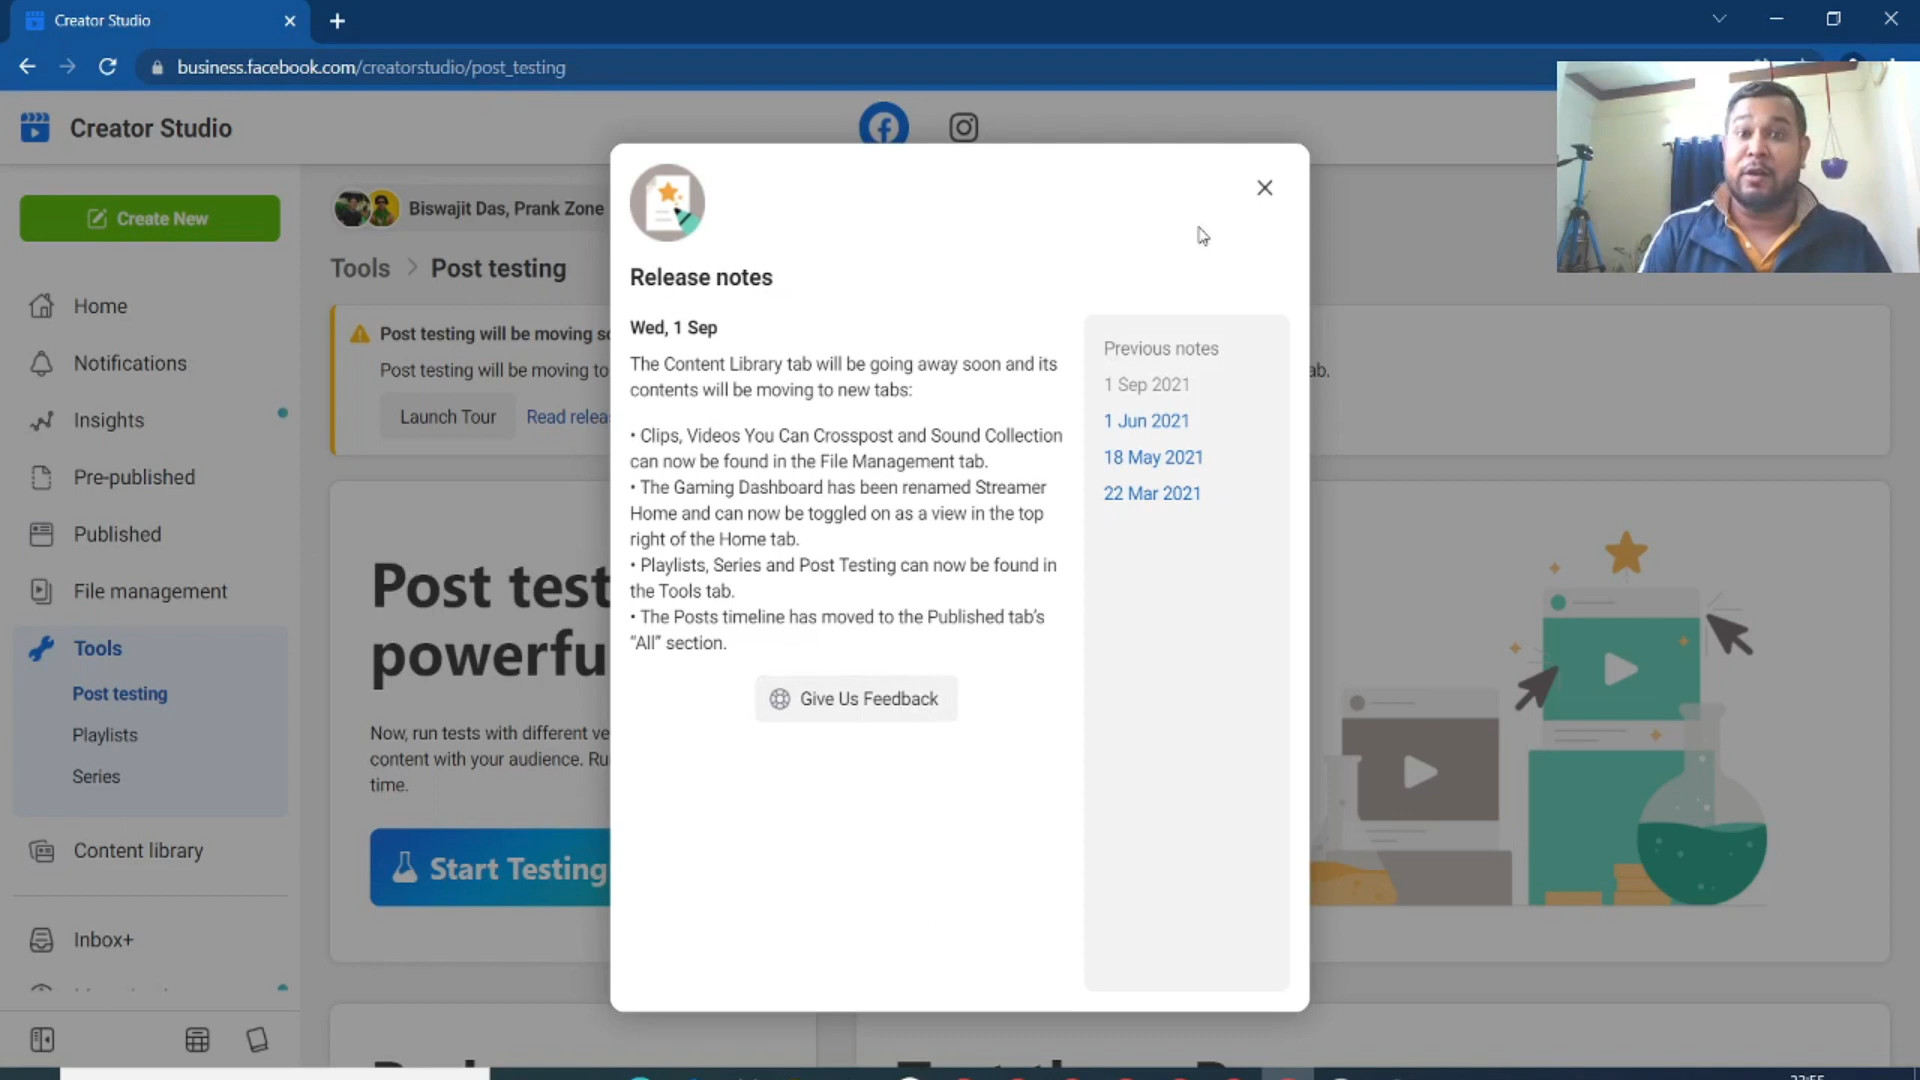 Creator Studio
business.facebook.com/creatorstudio/post_testing
Creator Studio
Create New
Home
Notifications
Insights
Pre-published
Published
File management
Tools
Post testing
Playlists
Series
Content library
Inbox+
Biswajit Das, Prank Zone
Tools > Post testing
Post testing will be moving
Post testing will be moving to
ab.
Launch Tour
Read relea
Post test
powerfu
Now, run tests with different ve
content with your audience. Ru
time.
Start Testing
Release notes
Wed, 1 Sep
The Content Library tab will be going away soon and its
contents will be moving to new tabs:
• Clips, Videos You Can Crosspost and Sound Collection
can now be found in the File Management tab.
• The Gaming Dashboard has been renamed Streamer
Home and can now be toggled on as a view in the top
right of the Home tab.
• Playlists, Series and Post Testing can now be found in
the Tools tab.
• The Posts timeline has moved to the Published tab's
"All" section.
Give Us Feedback
Previous notes
1 Sep 2021
1 Jun 2021
18 May 2021
22 Mar 2021